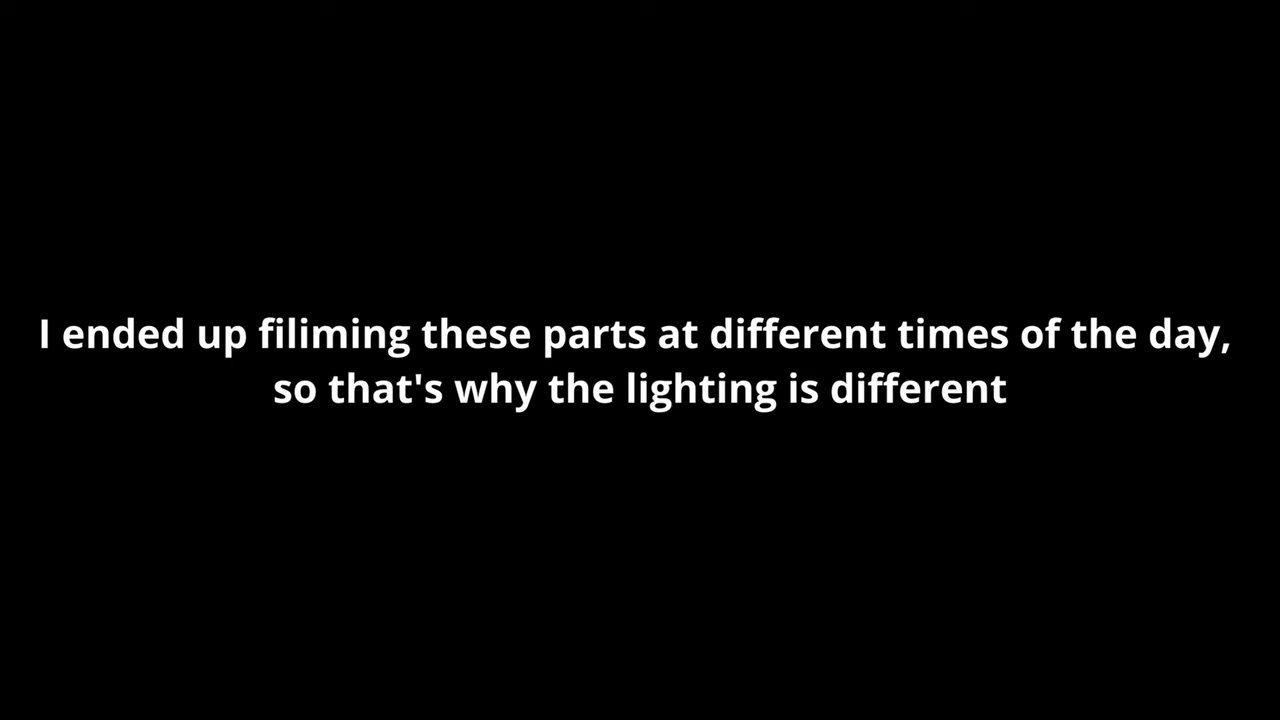 I ended up filiming these parts at different times of the day,
so that's why the lighting is different